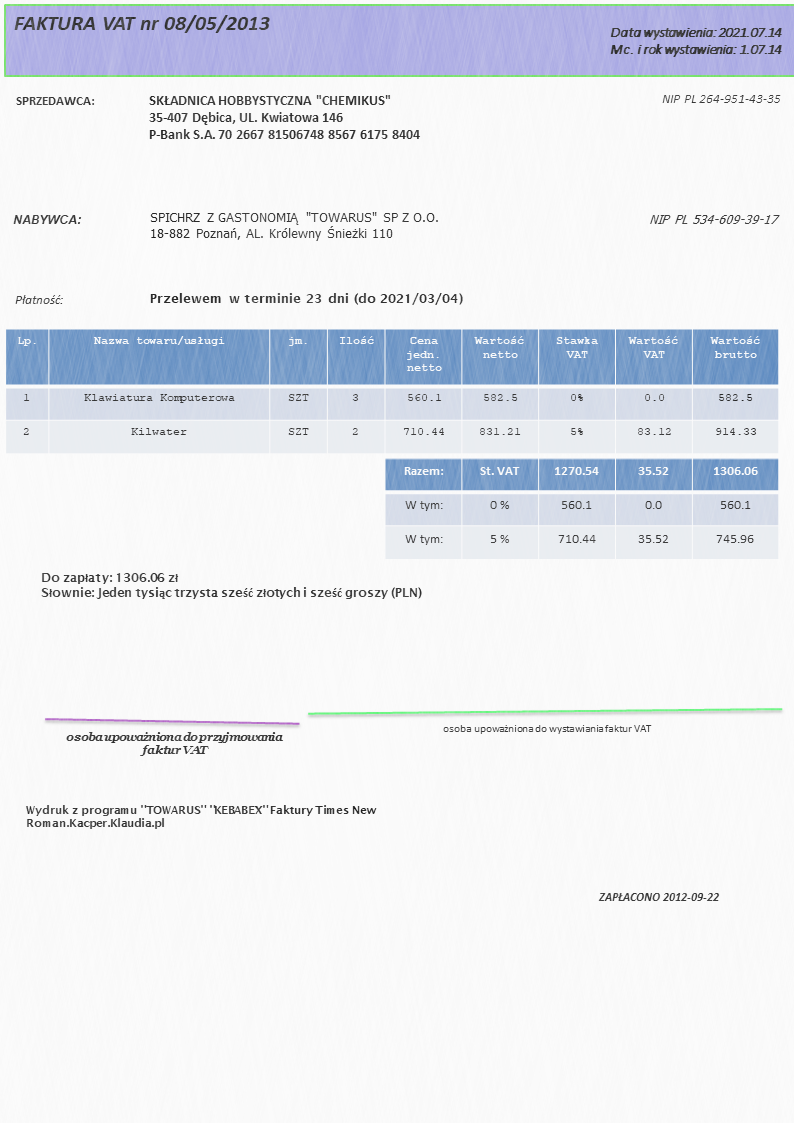 FAKTURA VAT nr 08/05/2013
Data wystawienia: 2021.07.14
Mc. i rok wystawienia: 1.07.14
SPRZEDAWCA: SKŁADNICA HOBBYSTYCZNA "CHEMIKUS" NIP PL 264-951-43-35
35-407 Dębica, UL. Kwiatowa 146
P-Bank S.A. 70 2667 81506748 8567 6175 8404
NABYWCA: SPICHRZ Z GASTONOMIĄ "TOWARUS" SP Z O.O. NIP PL 534-609-39-17
18-882 Poznań, AL. Królewny Śnieżki 110
Płatność: Przelewem w terminie 23 dni (do 2021/03/04)
Lp. Nazwa towaru/usługi jm. Ilość Cena jedn. netto Wartość netto Stawka VAT Wartość VAT Wartość brutto
1 Klawiatura Komputerowa SZT 3 560.1 582.5 0% 0.0 582.5
2 Kilwater SZT 2 710.44 831.21 5% 83.12 914.33
Razem: St. VAT 1270.54 35.52 1306.06
W tym: 0 % 560.1 0.0 560.1
W tym: 5 % 710.44 35.52 745.96
Do zapłaty: 1306.06 zł
Słownie: Jeden tysiąc trzysta sześć złotych i sześć groszy (PLN)
osoba upoważniona do przyjmowania
faktur VAT
osoba upoważniona do wystawiania faktur VAT
Wydruk z programu "TOWARUS" "KEBABEX" Faktury Times New
Roman.Kacper.Klaudia.pl
ZAPŁACONO 2012-09-22